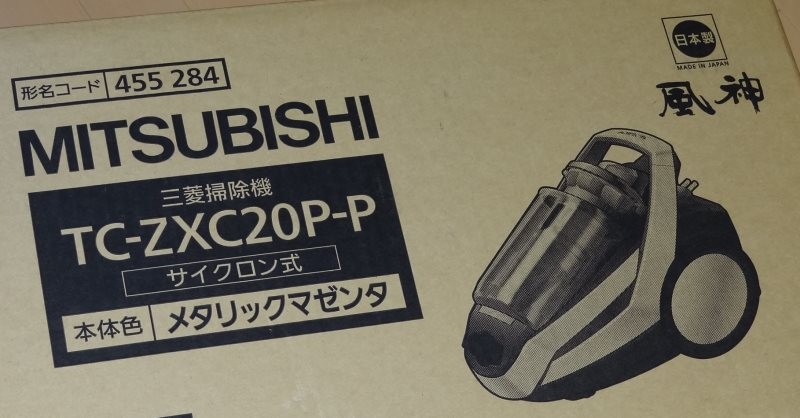 形名コード 455 284
MITSUBISHI
三菱掃除機
TC-ZXC20P-P
サイクロン式
本体色 メタリックマゼンタ
日本製
MADE IN JAPAN
風神